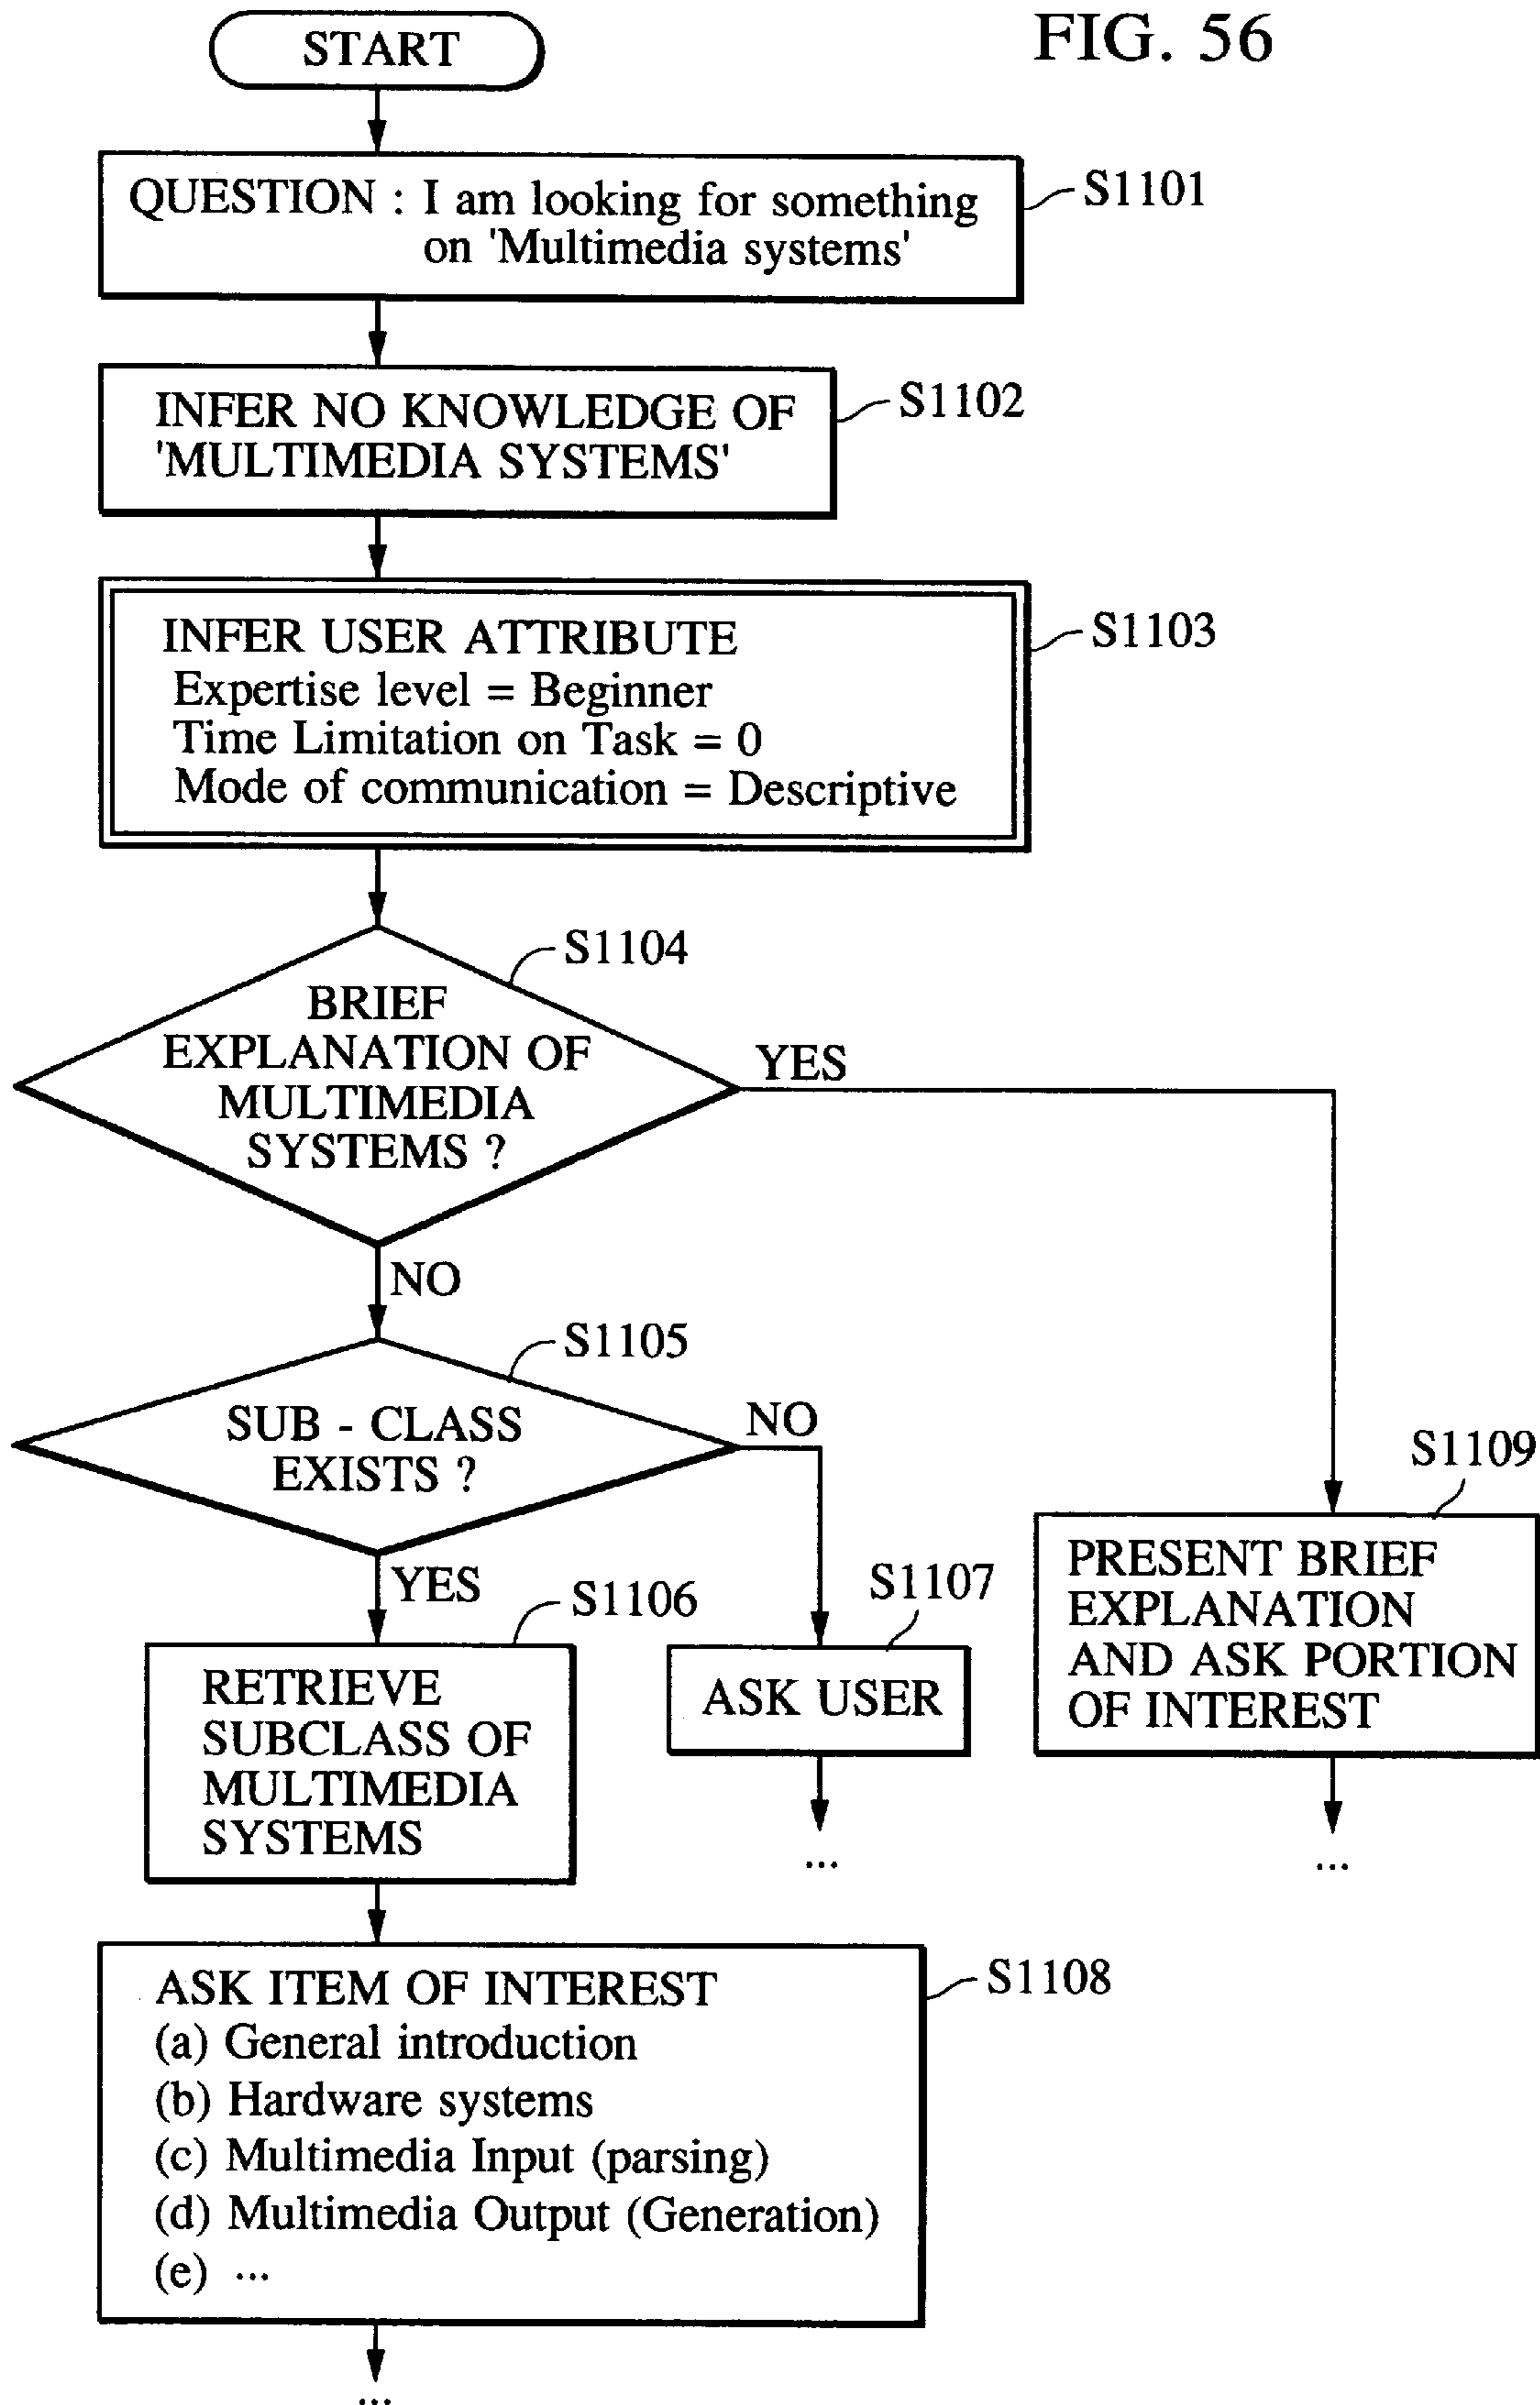 FIG. 56
START
QUESTION : I am looking for something
on 'Multimedia systems'
S1101
INFER NO KNOWLEDGE OF
'MULTIMEDIA SYSTEMS'
S1102
INFER USER ATTRIBUTE
Expertise level = Beginner
Time Limitation on Task = 0
Mode of communication = Descriptive
S1103
S1104
BRIEF
EXPLANATION OF
MULTIMEDIA
SYSTEMS ?
YES
NO
S1105
SUB - CLASS
EXISTS ?
NO
YES
S1106
RETRIEVE
SUBCLASS OF
MULTIMEDIA
SYSTEMS
S1107
ASK USER
...
S1109
PRESENT BRIEF
EXPLANATION
AND ASK PORTION
OF INTEREST
...
ASK ITEM OF INTEREST
(a) General introduction
(b) Hardware systems
(c) Multimedia Input (parsing)
(d) Multimedia Output (Generation)
(e) ...
S1108
...